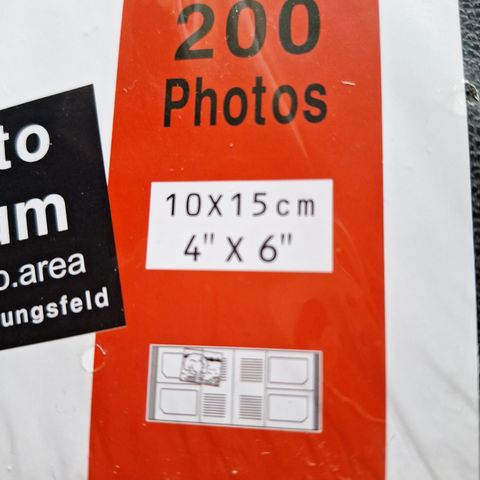 200
Photos
10X15cm
4" X 6"
to
um
o.area
ungsfeld